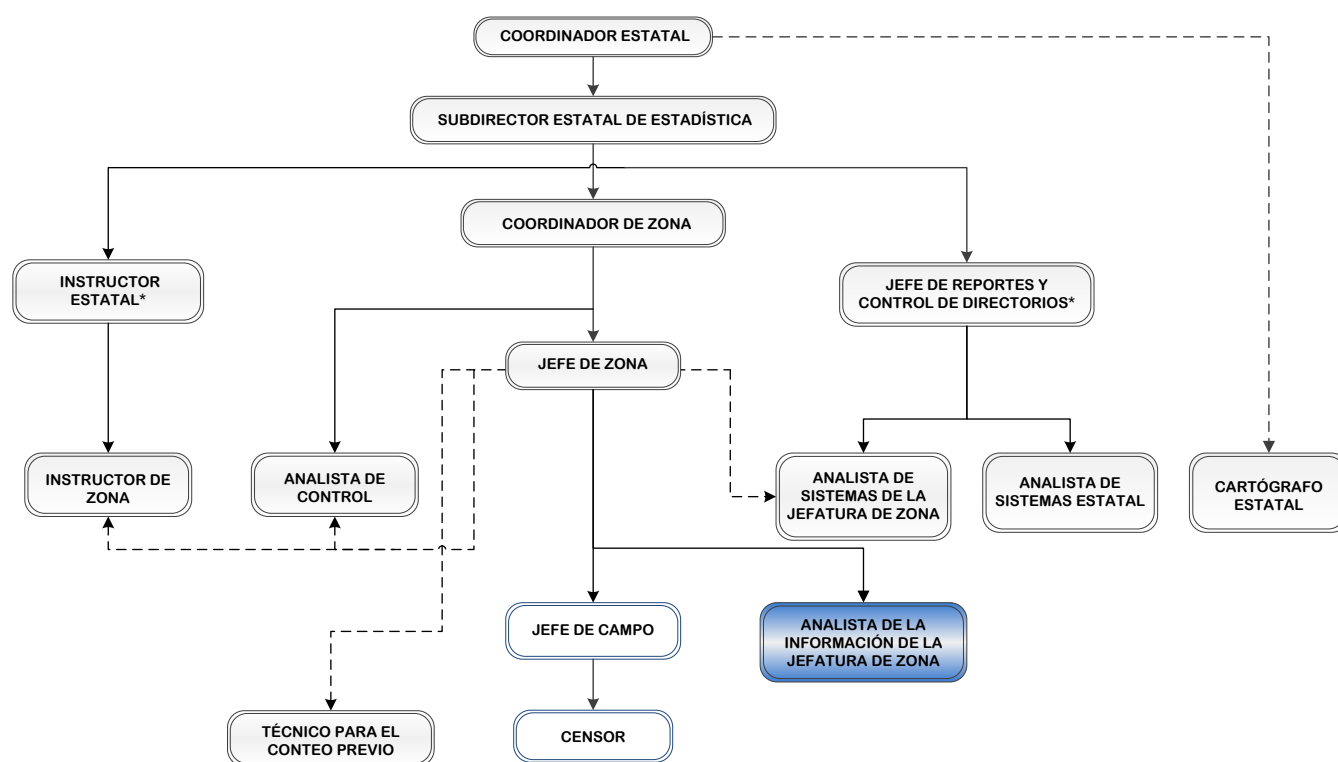 COORDINADOR ESTATAL
SUBDIRECTOR ESTATAL DE ESTADÍSTICA
COORDINADOR DE ZONA
INSTRUCTOR
ESTATAL*
JEFE DE REPORTES Y
CONTROL DE DIRECTORIOS*
JEFE DE ZONA
INSTRUCTOR DE
ZONA
ANALISTA DE
CONTROL
ANALISTA DE
SISTEMAS DE LA
JEFATURA DE ZONA
ANALISTA DE
SISTEMAS ESTATAL
CARTÓGRAFO
ESTATAL
JEFE DE CAMPO
ANALISTA DE LA
INFORMACIÓN DE LA
JEFATURA DE ZONA
TÉCNICO PARA EL
CONTEO PREVIO
CENSOR